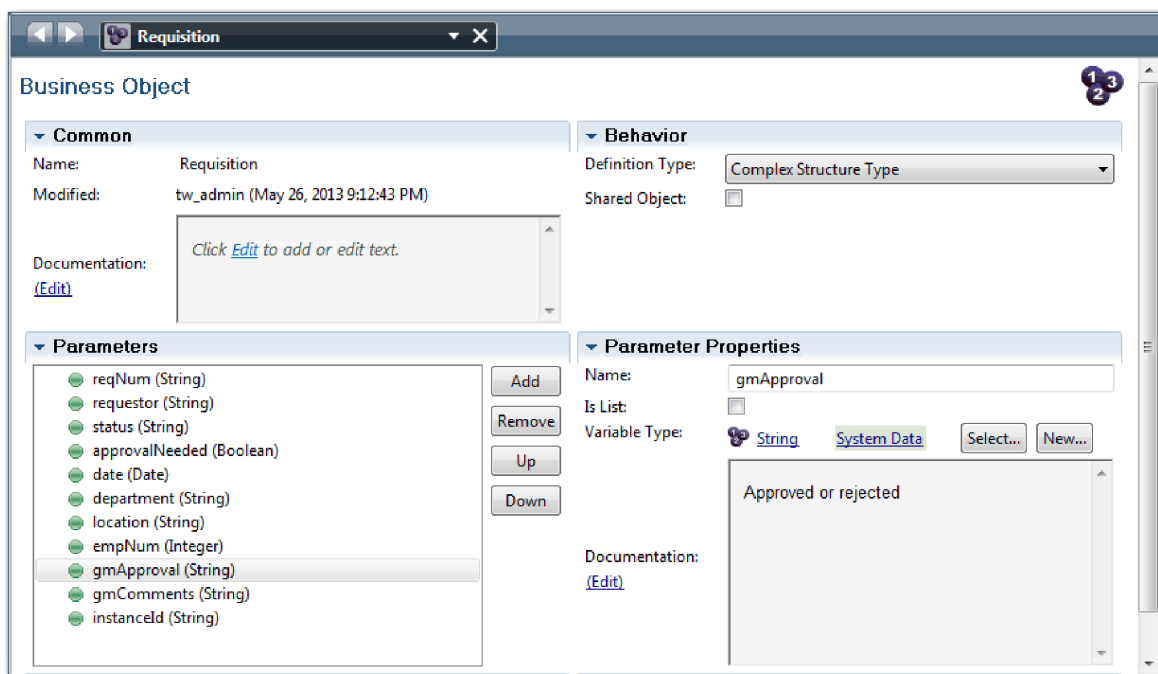 Requisition
Business Object
1 2 3
Common
Name: Requisition
Modified: tw_admin (May 26, 2013 9:12:43 PM)
Documentation:
(Edit)
Click Edit to add or edit text.
Behavior
Definition Type: Complex Structure Type
Shared Object:
Parameters
reqNum (String)
requestor (String)
status (String)
approvalNeeded (Boolean)
date (Date)
department (String)
location (String)
empNum (Integer)
gmApproval (String)
gmComments (String)
instanceId (String)
Add
Remove
Up
Down
Parameter Properties
Name: gmApproval
Is List:
Variable Type: String System Data Select... New...
Approved or rejected
Documentation:
(Edit)